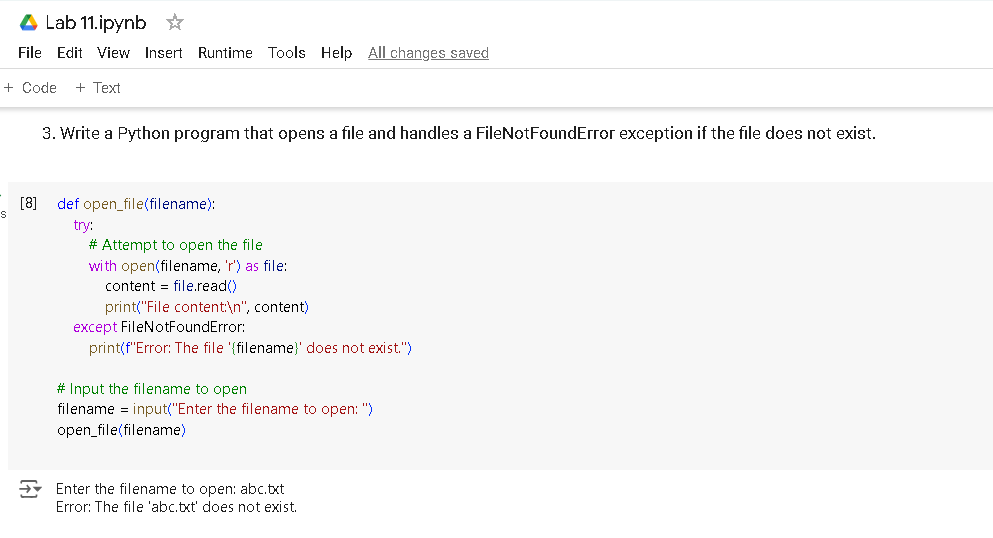 Lab 11.ipynb
File Edit View Insert Runtime Tools Help All changes saved
+ Code + Text
3. Write a Python program that opens a file and handles a FileNotFoundError exception if the file does not exist.
[8] def open_file(filename):
s
try:
# Attempt to open the file
with open(filename, 'r') as file:
content = file.read()
print("File content:\n", content)
except FileNotFoundError:
print(f"Error: The file '{filename}' does not exist.")
# Input the filename to open
filename = input("Enter the filename to open: ")
open_file(filename)
Enter the filename to open: abc.txt
Error: The file 'abc.txt' does not exist.